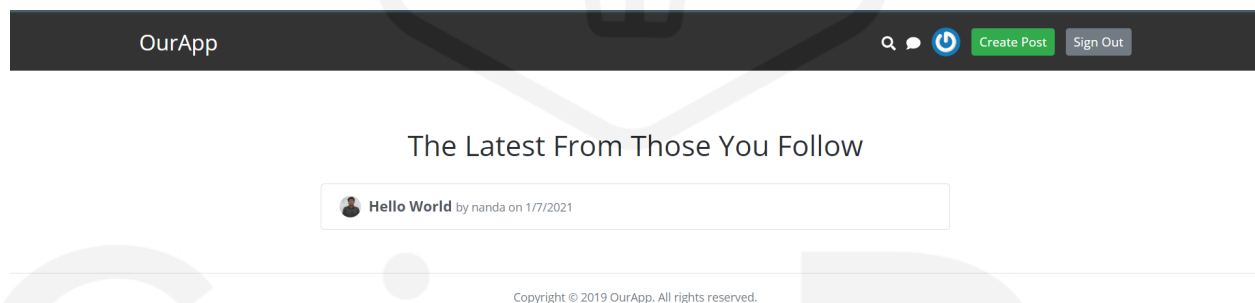 OurApp
Create Post
Sign Out
The Latest From Those You Follow
Hello World by nanda on 1/7/2021
Copyright © 2019 OurApp. All rights reserved.